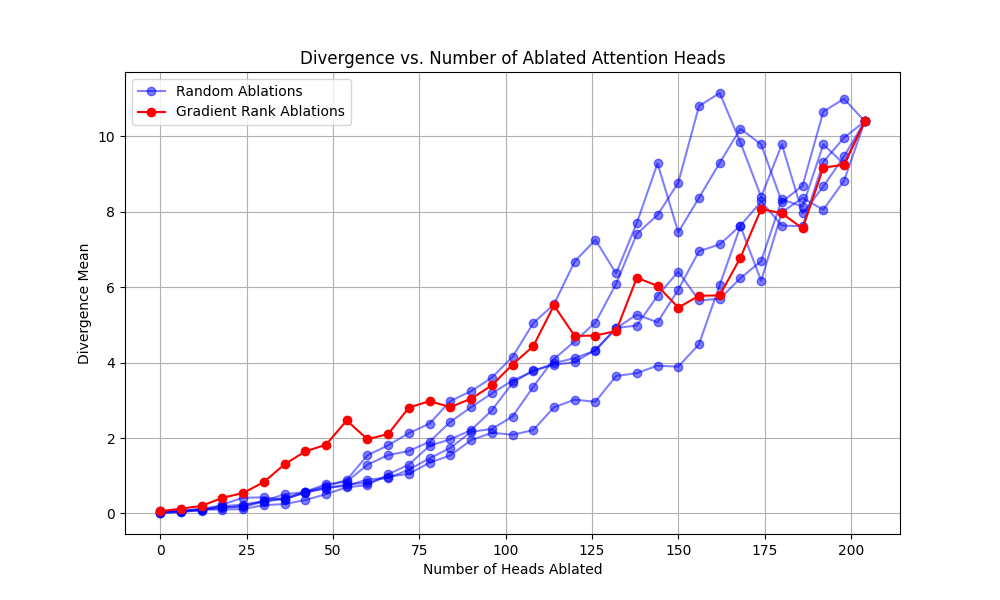 Divergence vs. Number of Ablated Attention Heads
Random Ablations
Gradient Rank Ablations
Divergence Mean
10
8
6
4
2
0
0 25 50 75 100 125 150 175 200
Number of Heads Ablated